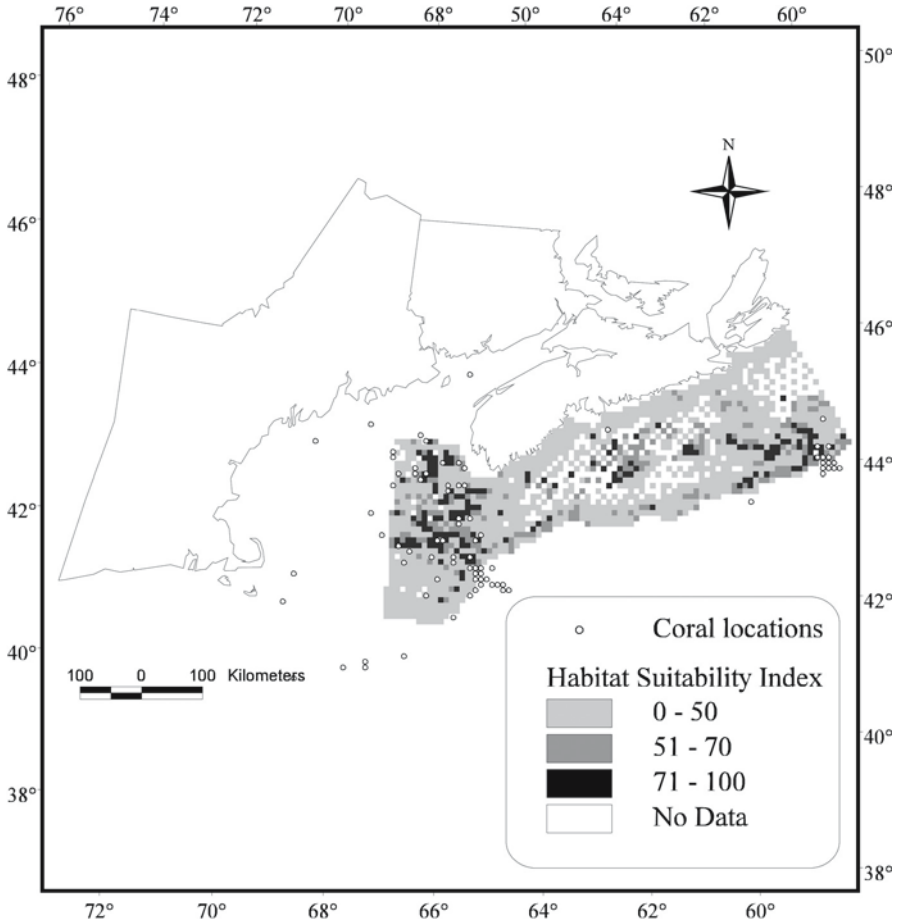 76° 74° 72° 70° 68° 66° 50° 64° 62° 60°
50°
48°
N
48°
46°
46°
44°
44°
42°
42°
Coral locations
40°
100 0 100 Kilometers
Habitat Suitability Index
0 - 50
51 - 70
40°
71 - 100
38°
No Data
38°
72 70° 68 66 64 62 60°